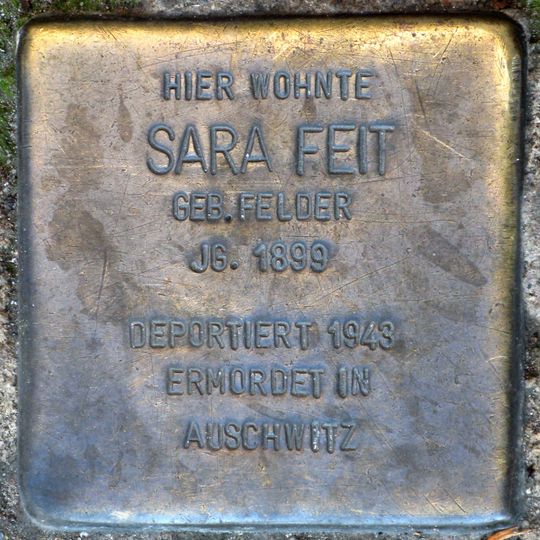 HIER WOHNTE
SARA FEIT
GEB. FELDER
JG. 1899
DEPORTIERT 1943
ERMORDET IN
AUSCHWITZ